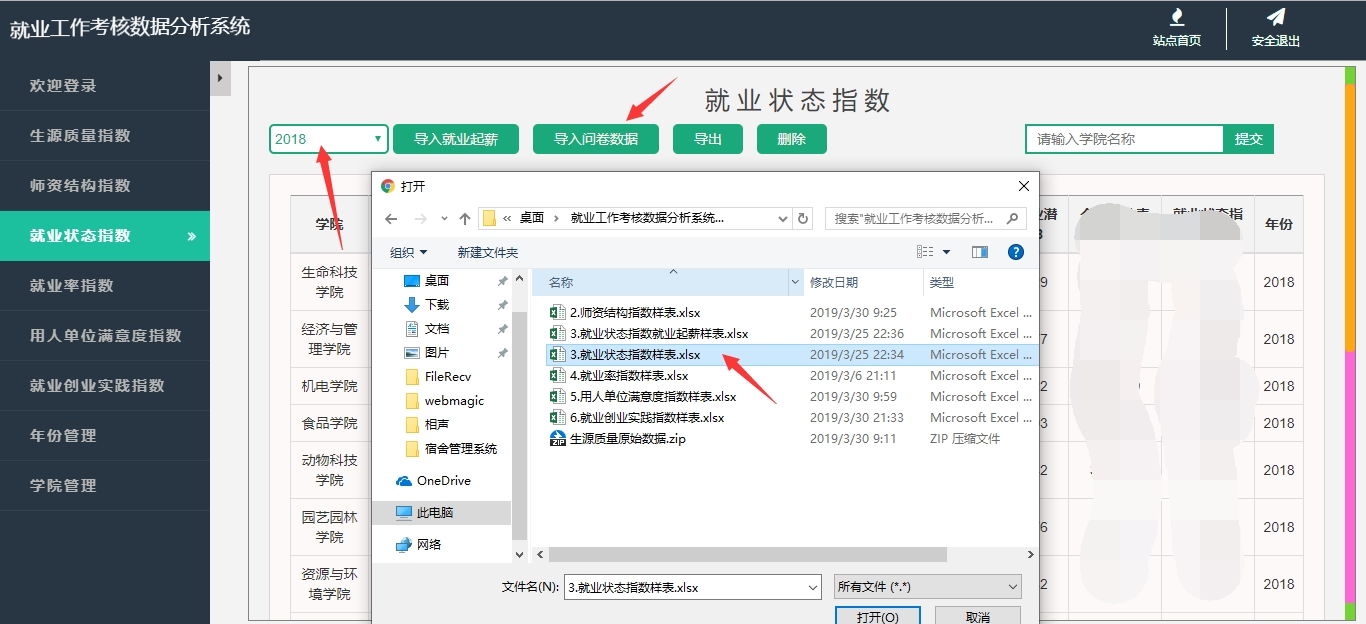 就业工作考核数据分析系统
站点首页
安全退出
欢迎登录
生源质量指数
师资结构指数
就业状态指数 »
就业率指数
用人单位满意度指数
就业创业实践指数
年份管理
学院管理
就业状态指数
2018
导入就业起薪
导入问卷数据
导出
删除
请输入学院名称
提交
学院
年份
生命科技
学院
9
2018
经济与管
理学院
7
2018
机电学院
2
2018
食品学院
3
2018
动物科技
学院
2
2018
园艺园林
学院
6
2018
资源与环
境学院
2
2018
打开
« 桌面 › 就业工作考核数据分析系统...
搜索"就业工作考核数据分析...
组织
新建文件夹
桌面
下载
文档
图片
FileRecv
webmagic
相声
宿舍管理系统
OneDrive
此电脑
网络
名称 修改日期 类型
2.师资结构指数样表.xlsx 2019/3/30 9:25 Microsoft Excel ...
3.就业状态指数就业起薪样表.xlsx 2019/3/25 22:36 Microsoft Excel ...
3.就业状态指数样表.xlsx 2019/3/25 22:34 Microsoft Excel ...
4.就业率指数样表.xlsx 2019/3/6 21:11 Microsoft Excel ...
5.用人单位满意度指数样表.xlsx 2019/3/30 9:59 Microsoft Excel ...
6.就业创业实践指数样表.xlsx 2019/3/30 21:33 Microsoft Excel ...
生源质量原始数据.zip 2019/3/30 9:11 ZIP 压缩文件
文件名(N): 3.就业状态指数样表.xlsx
所有文件 (*.*)
打开(O)
取消